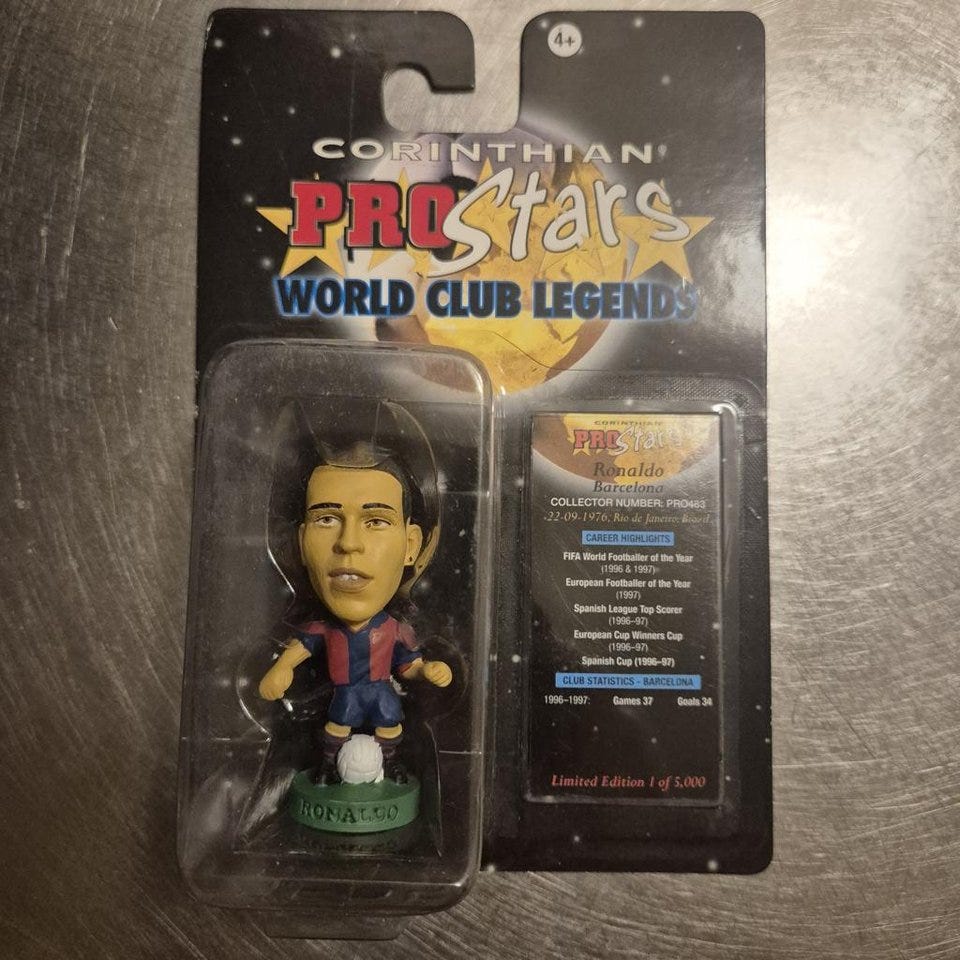 4+
CORINTHIAN®
PROStars
WORLD CLUB LEGENDS
CORINTHIAN
PROStars
Ronaldo
Barcelona
COLLECTOR NUMBER: PRO483
22-09-1976, Rio de Janeiro, Brazil.
CAREER HIGHLIGHTS
FIFA World Footballer of the Year
(1996 & 1997)
European Footballer of the Year
(1997)
Spanish League Top Scorer
(1996–97)
European Cup Winners Cup
(1996–97)
Spanish Cup (1996–97)
CLUB STATISTICS - BARCELONA
1996–1997: Games 37 Goals 34
Limited Edition 1 of 5,000
RONALDO